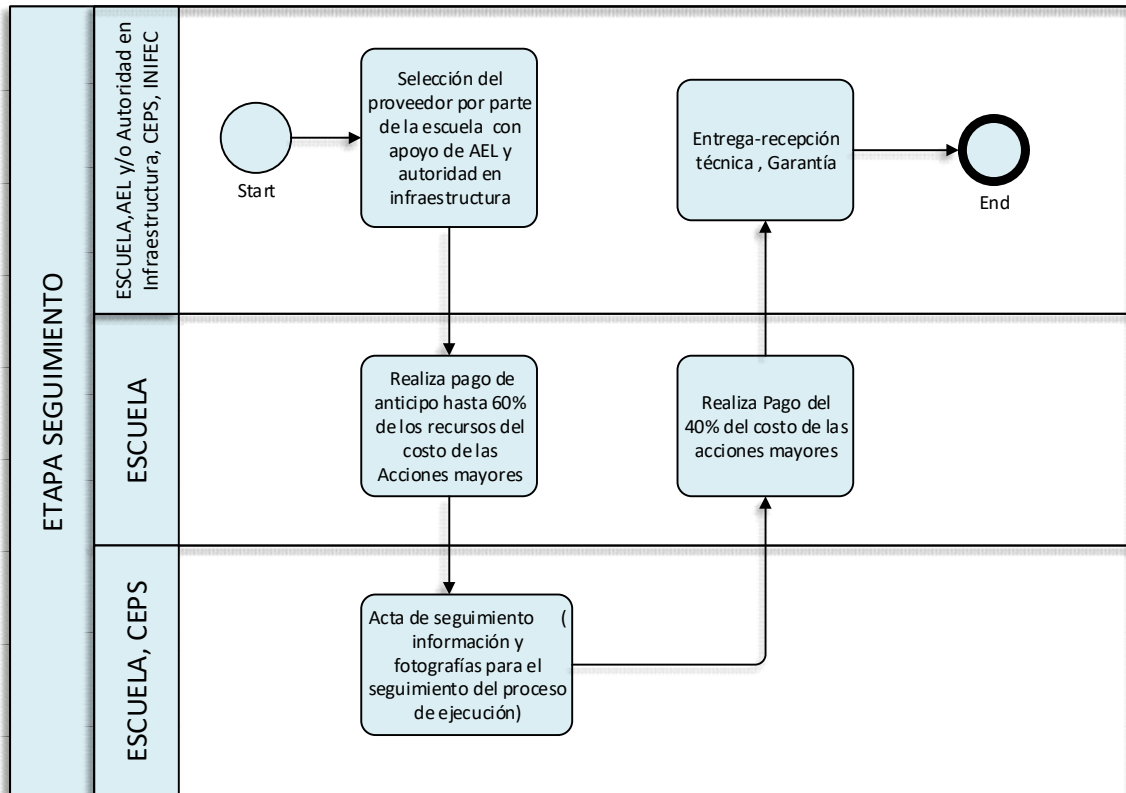 ETAPA SEGUIMIENTO
ESCUELA,AEL y/o Autoridad en
Infraestructura, CEPS, INIFEC
Start
Selección del
proveedor por parte
de la escuela con
apoyo de AEL y
autoridad en
infraestructura
Entrega-recepción
técnica , Garantía
End
ESCUELA
Realiza pago de
anticipo hasta 60%
de los recursos del
costo de las
Acciones mayores
Realiza Pago del
40% del costo de las
acciones mayores
ESCUELA, CEPS
Acta de seguimiento (
información y
fotografías para el
seguimiento del proceso
de ejecución)